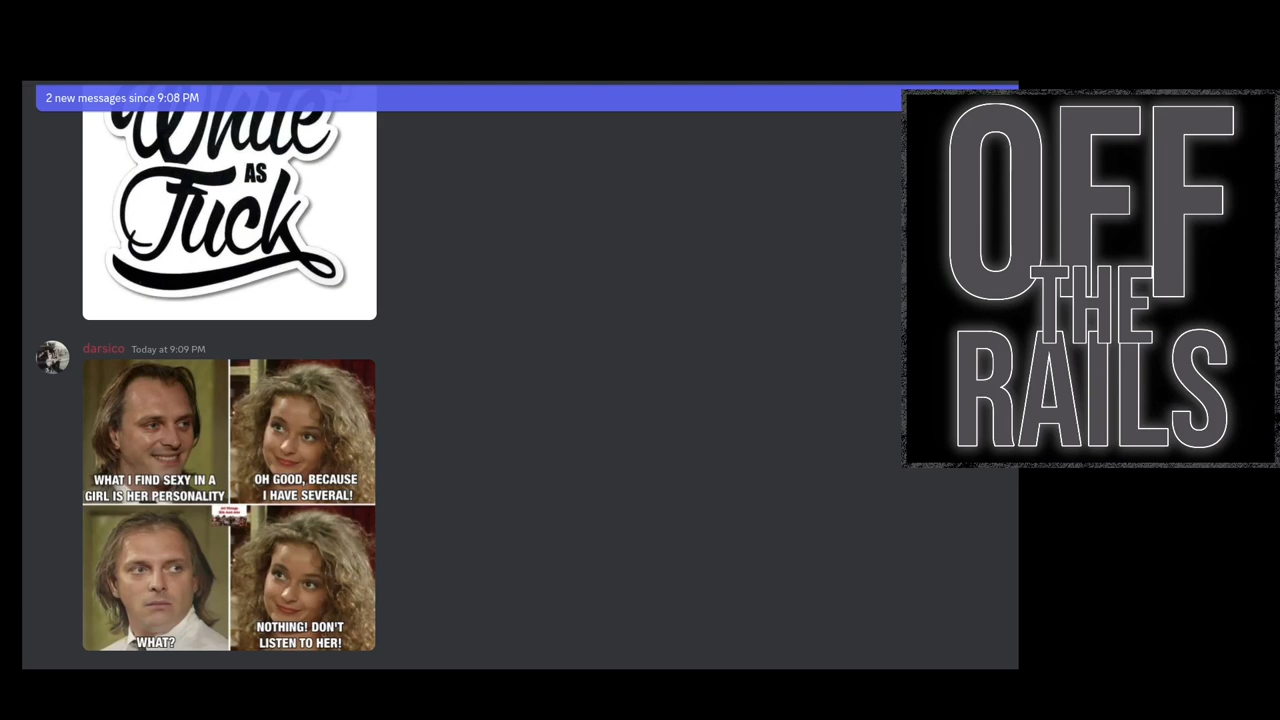 2 new messages since 9:08 PM
White
AS
Fuck
OFF
THE
RAILS
darsico Today at 9:09 PM
WHAT I FIND SEXY IN A
GIRL IS HER PERSONALITY
OH GOOD, BECAUSE
I HAVE SEVERAL!
WHAT?
NOTHING! DON'T
LISTEN TO HER!